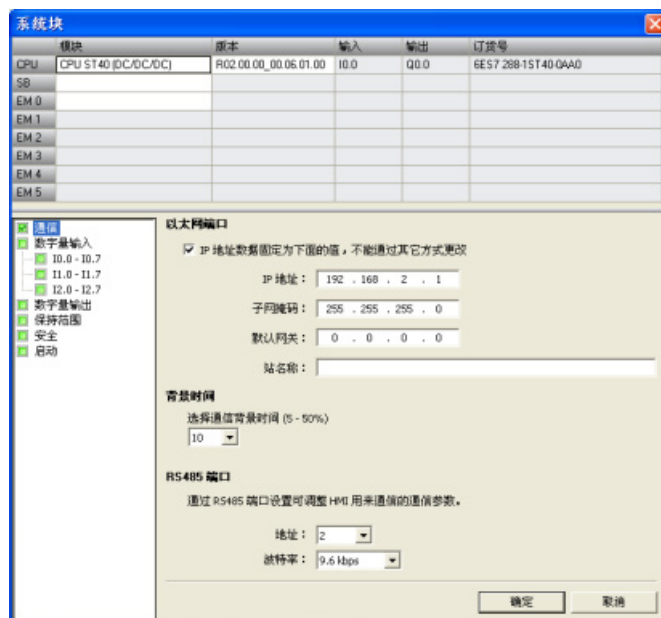 系统块
模块 版本 输入 输出 订货号
CPU CPU ST40 (DC/DC/DC) R02.00.00_00.06.01.00 I0.0 Q0.0 6ES7 288-1ST40-0AA0
SB
EM 0
EM 1
EM 2
EM 3
EM 4
EM 5
通信
数字量输入
I0.0 - I0.7
I1.0 - I1.7
I2.0 - I2.7
数字量输出
保持范围
安全
启动
以太网端口
IP 地址数据固定为下面的值，不能通过其它方式更改
IP 地址： 192 . 168 . 2 . 1
子网掩码： 255 . 255 . 255 . 0
默认网关： 0 . 0 . 0 . 0
站名称：
背景时间
选择通信背景时间 (5 - 50%)
10
RS485 端口
通过 RS485 端口设置可调整 HMI 用来通信的通信参数。
地址： 2
波特率： 9.6 kbps
确定 取消